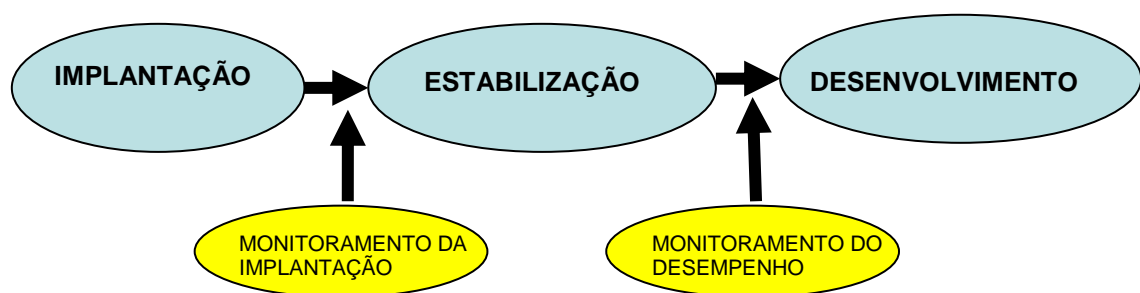 IMPLANTAÇÃO
ESTABILIZAÇÃO
DESENVOLVIMENTO
MONITORAMENTO DA
IMPLANTAÇÃO
MONITORAMENTO DO
DESEMPENHO